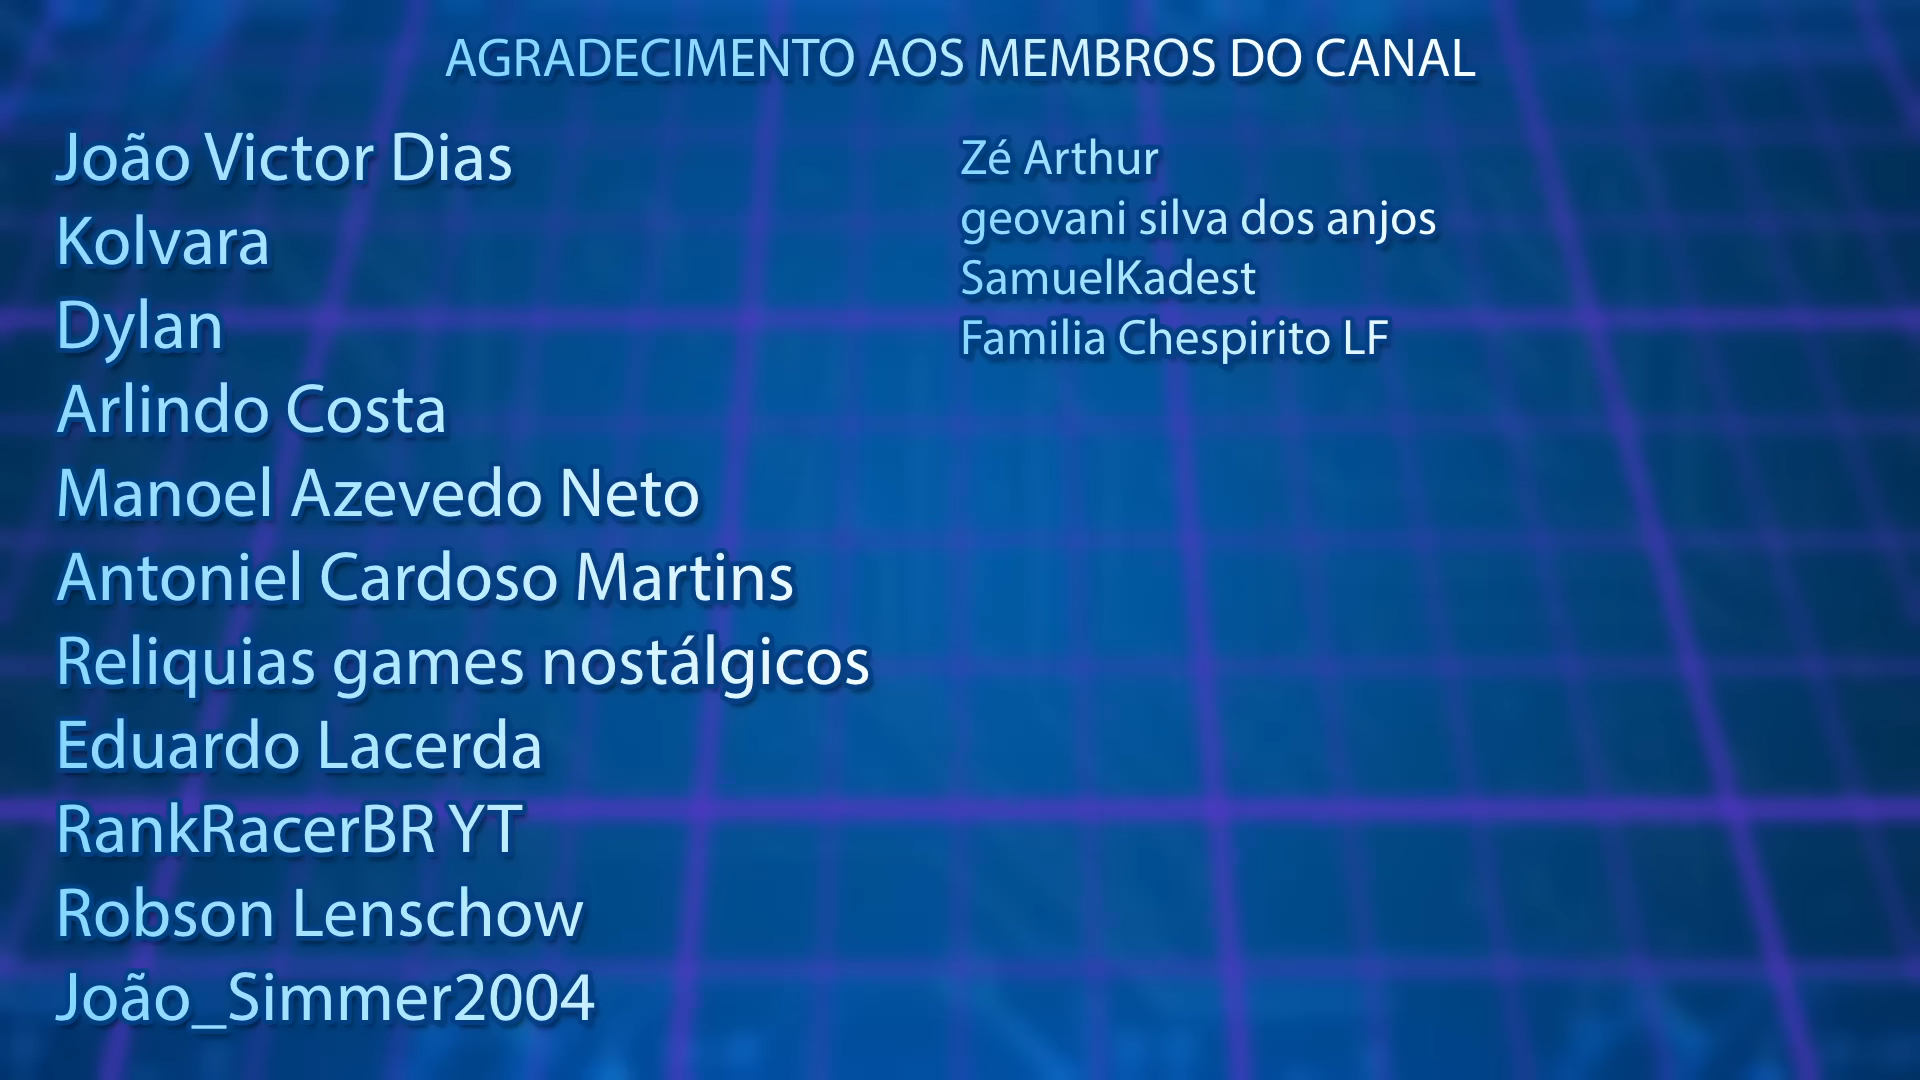 AGRADECIMENTO AOS MEMBROS DO CANAL
João Victor Dias
Kolvara
Dylan
Arlindo Costa
Manoel Azevedo Neto
Antoniel Cardoso Martins
Reliquias games nostálgicos
Eduardo Lacerda
RankRacerBR YT
Robson Lenschow
João_Simmer2004
Zé Arthur
geovani silva dos anjos
SamuelKadest
Familia Chespirito LF